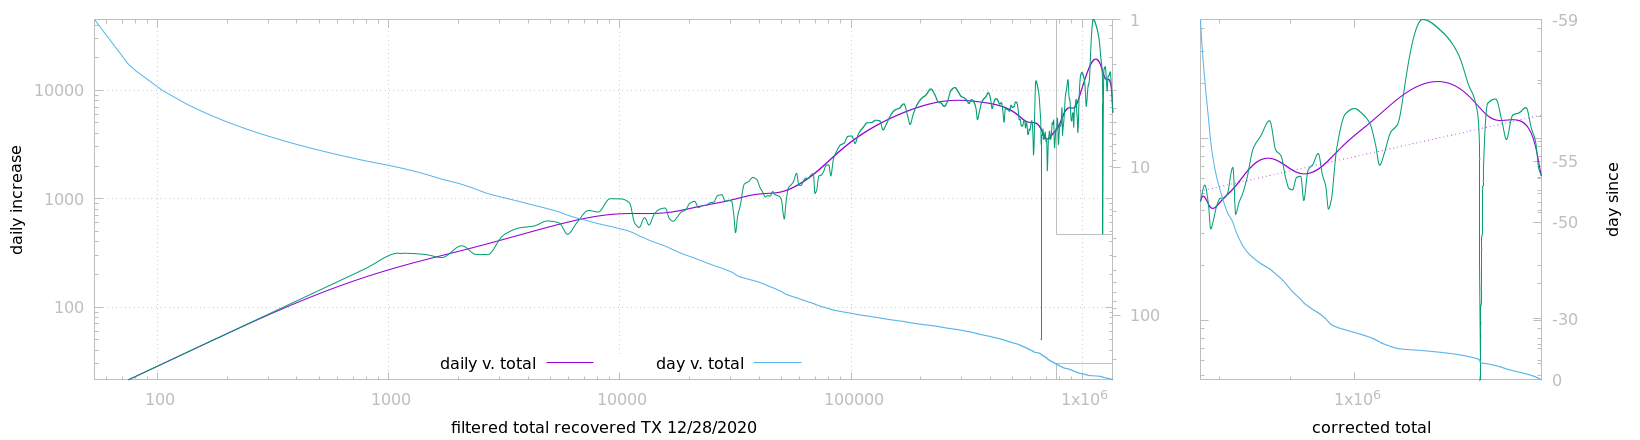 daily increase
10000
1000
100
100
1000
10000
100000
1x10^6
1
10
100
daily v. total
day v. total
filtered total recovered TX 12/28/2020
-59
-55
-50
-30
0
day since
1x10^6
corrected total